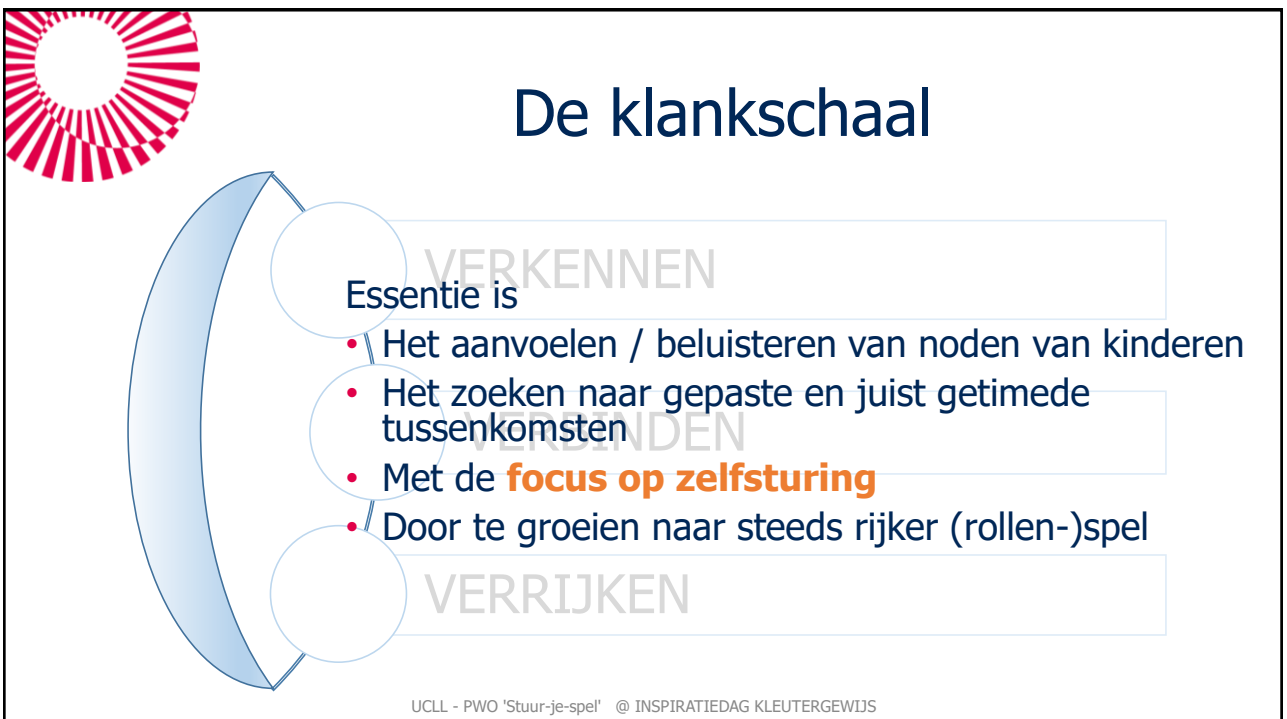 De klankschaal
VERKENNEN
Essentie is
• Het aanvoelen / beluisteren van noden van kinderen
• Het zoeken naar gepaste en juist getimede
tussenkomsten
VERBINDEN
• Met de focus op zelfsturing
• Door te groeien naar steeds rijker (rollen-)spel
VERRIJKEN
UCLL - PWO 'Stuur-je-spel' @ INSPIRATIEDAG KLEUTERGEWIJS